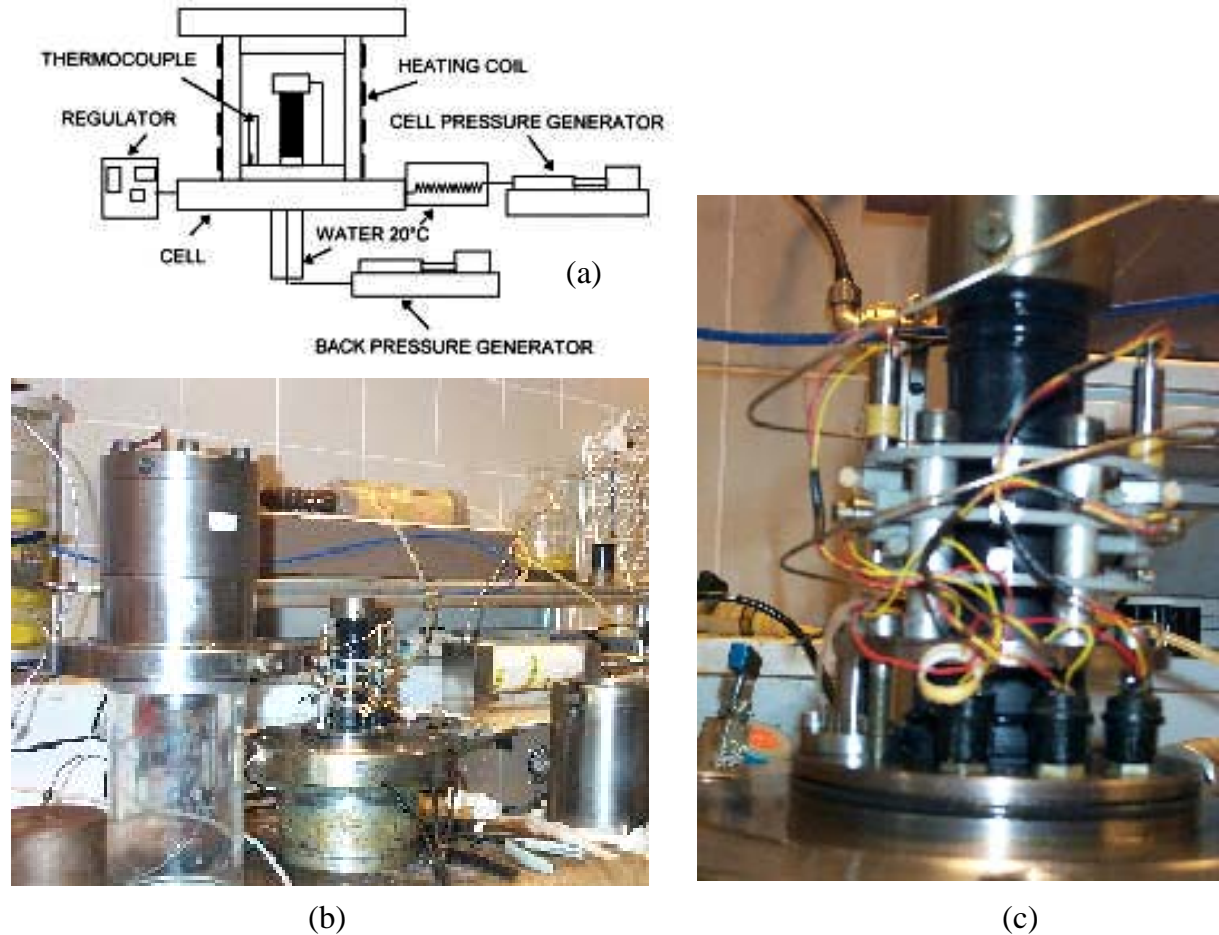 THERMOCOUPLE
HEATING COIL
REGULATOR
CELL PRESSURE GENERATOR
WATER 20°C
CELL
(a)
BACK PRESSURE GENERATOR
(b)
(c)